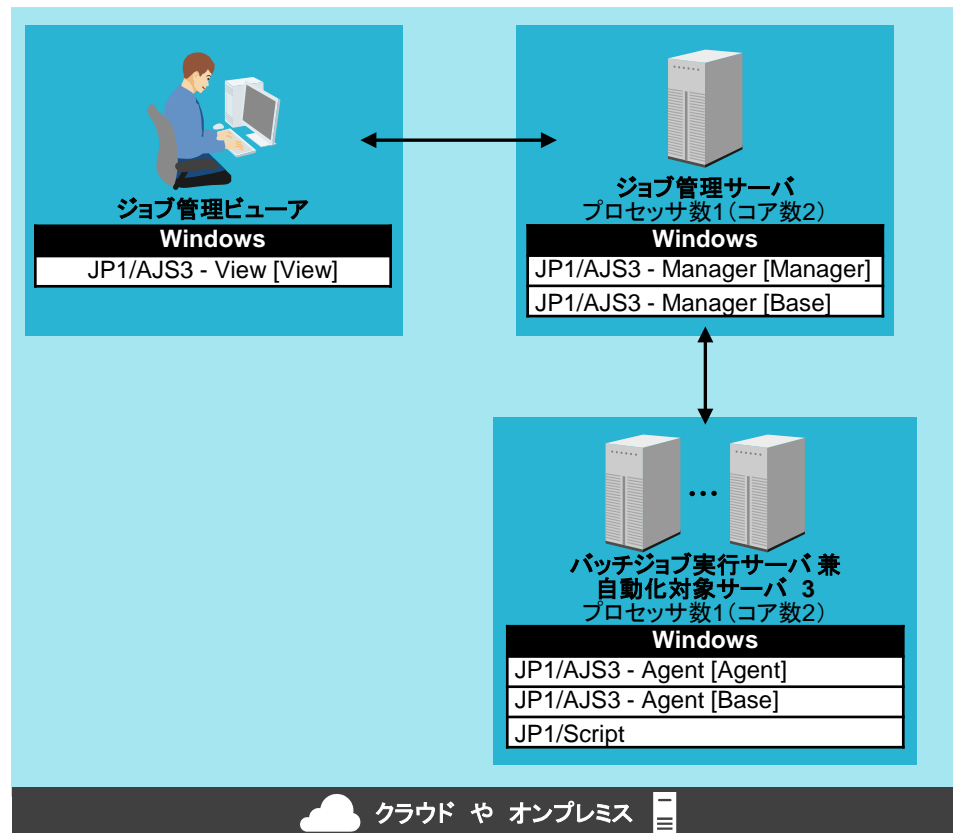 ジョブ管理ビューア
Windows
JP1/AJS3 - View [View]
ジョブ管理サーバ
プロセッサ数1(コア数2)
Windows
JP1/AJS3 - Manager [Manager]
JP1/AJS3 - Manager [Base]
...
バッチジョブ実行サーバ 兼
自動化対象サーバ 3
プロセッサ数1(コア数2)
Windows
JP1/AJS3 - Agent [Agent]
JP1/AJS3 - Agent [Base]
JP1/Script
クラウド や オンプレミス